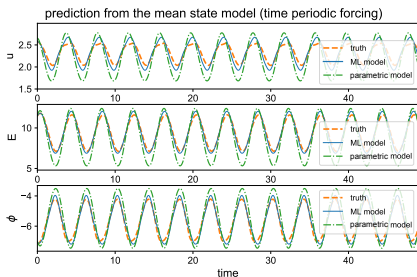 prediction from the mean state model (time periodic forcing)
u
2.5
2.0
1.5
truth
ML model
parametric model
0 10 20 30 40
E
10
5
truth
ML model
parametric model
0 10 20 30 40
ϕ
−4
−6
truth
ML model
parametric model
0 10 20 30 40
time